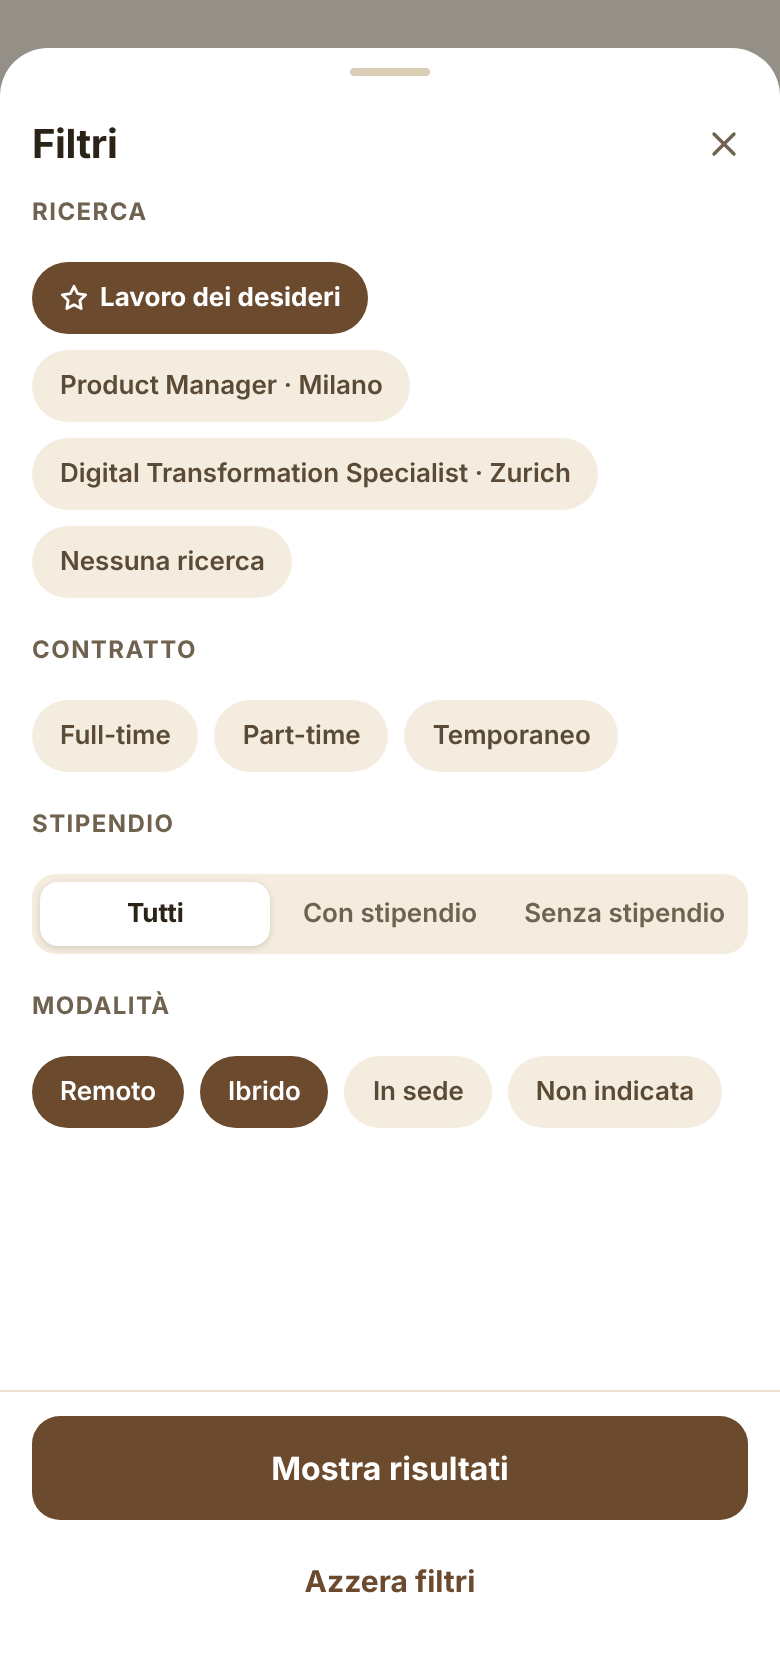 Filtri
RICERCA
Lavoro dei desideri
Product Manager · Milano
Digital Transformation Specialist · Zurich
Nessuna ricerca
CONTRATTO
Full-time Part-time Temporaneo
STIPENDIO
Tutti Con stipendio Senza stipendio
MODALITÀ
Remoto Ibrido In sede Non indicata
Mostra risultati
Azzera filtri